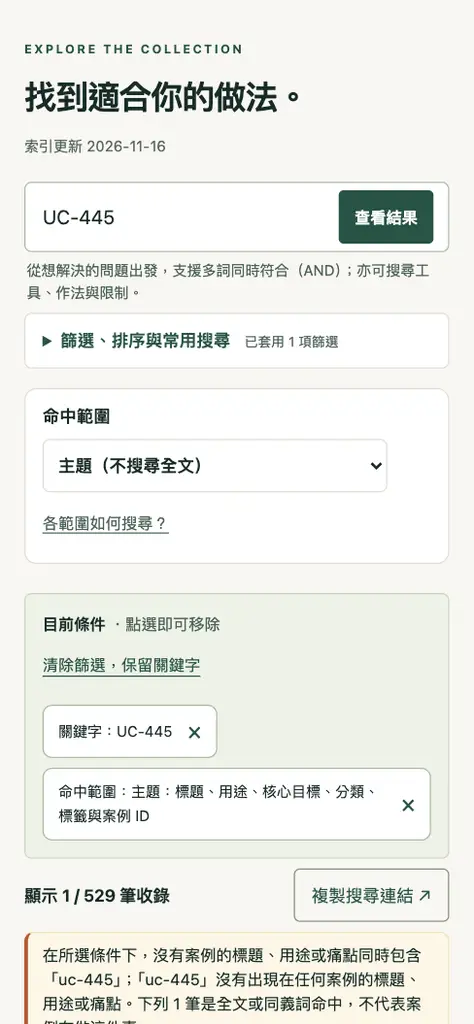 EXPLORE THE COLLECTION
找到適合你的做法。
索引更新 2026-11-16
UC-445
查看結果
從想解決的問題出發，支援多詞同時符合（AND）；亦可搜尋工
具、作法與限制。
▶ 篩選、排序與常用搜尋 已套用 1 項篩選
命中範圍
主題（不搜尋全文）
各範圍如何搜尋？
目前條件 · 點選即可移除
清除篩選，保留關鍵字
關鍵字：UC-445 ×
命中範圍：主題：標題、用途、核心目標、分類、
標籤與案例 ID ×
顯示 1 / 529 筆收錄
複製搜尋連結 ↗
在所選條件下，沒有案例的標題、用途或痛點同時包含
「uc-445」；「uc-445」沒有出現在任何案例的標題、
用途或痛點。下列 1 筆是全文或同義詞命中，不代表案